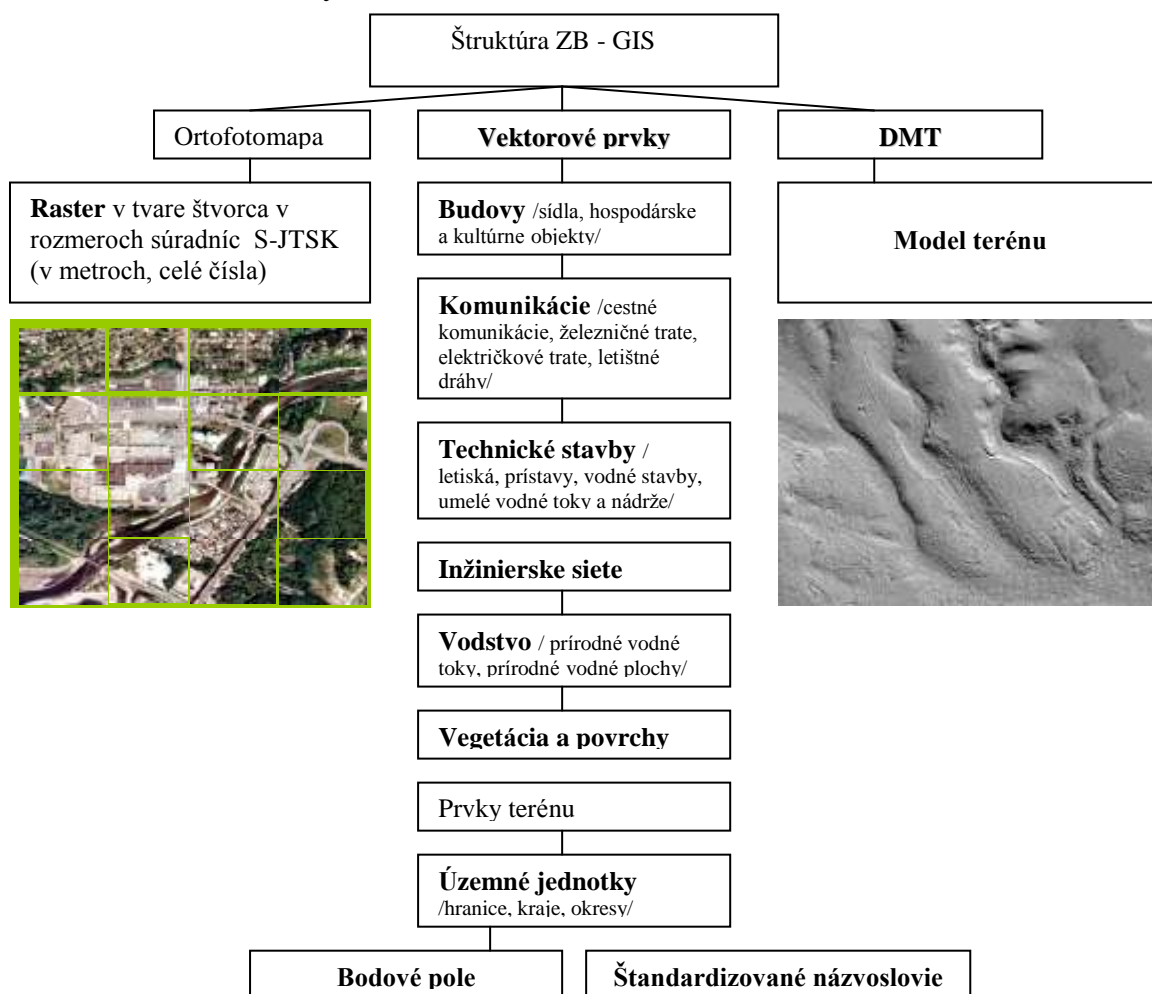 Štruktúra ZB - GIS
Ortofotomapa
Vektorové prvky
DMT
Raster v tvare štvorca v
rozmeroch súradníc S-JTSK
(v metroch, celé čísla)
Budovy /sídla, hospodárske
a kultúrne objekty/
Model terénu
Komunikácie /cestné
komunikácie, železničné trate,
električkové trate, letištné
dráhy/
Technické stavby /
letiská, prístavy, vodné stavby,
umelé vodné toky a nádrže/
Inžinierske siete
Vodstvo / prírodné vodné
toky, prírodné vodné plochy/
Vegetácia a povrchy
Prvky terénu
Územné jednotky
/hranice, kraje, okresy/
Bodové pole
Štandardizované názvoslovie